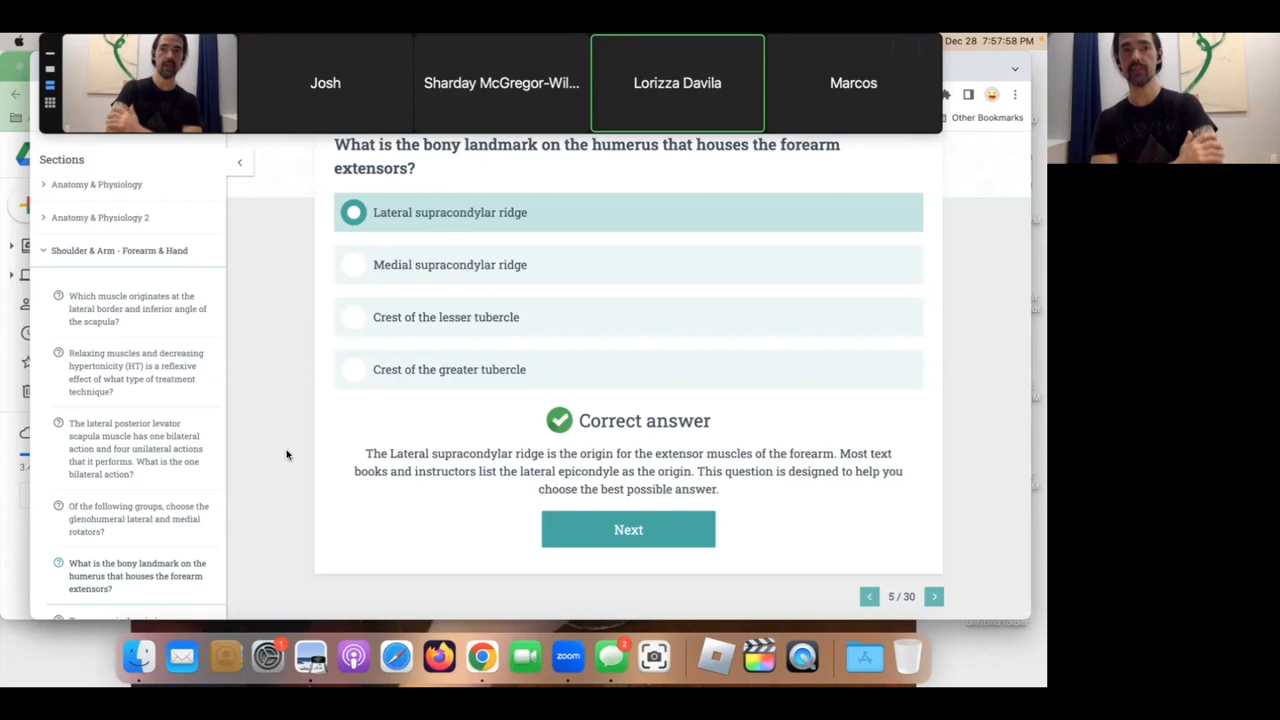 Dec 28 7:57:58 PM
Josh
Sharday McGregor-Wil...
Lorizza Davila
Marcos
Other Bookmarks
Sections
Anatomy & Physiology
Anatomy & Physiology 2
Shoulder & Arm - Forearm & Hand
Which muscle originates at the
lateral border and inferior angle of
the scapula?
Relaxing muscles and decreasing
hypertonicity (HT) is a reflexive
effect of what type of treatment
technique?
The lateral posterior levator
scapula muscle has one bilateral
action and four unilateral actions
that it performs. What is the one
bilateral action?
Of the following groups, choose the
glenohumeral lateral and medial
rotators?
What is the bony landmark on the
humerus that houses the forearm
extensors?
What is the bony landmark on the humerus that houses the forearm
extensors?
Lateral supracondylar ridge
Medial supracondylar ridge
Crest of the lesser tubercle
Crest of the greater tubercle
Correct answer
The Lateral supracondylar ridge is the origin for the extensor muscles of the forearm. Most text
books and instructors list the lateral epicondyle as the origin. This question is designed to help you
choose the best possible answer.
Next
5 / 30
untitled folder
1
zoom
2